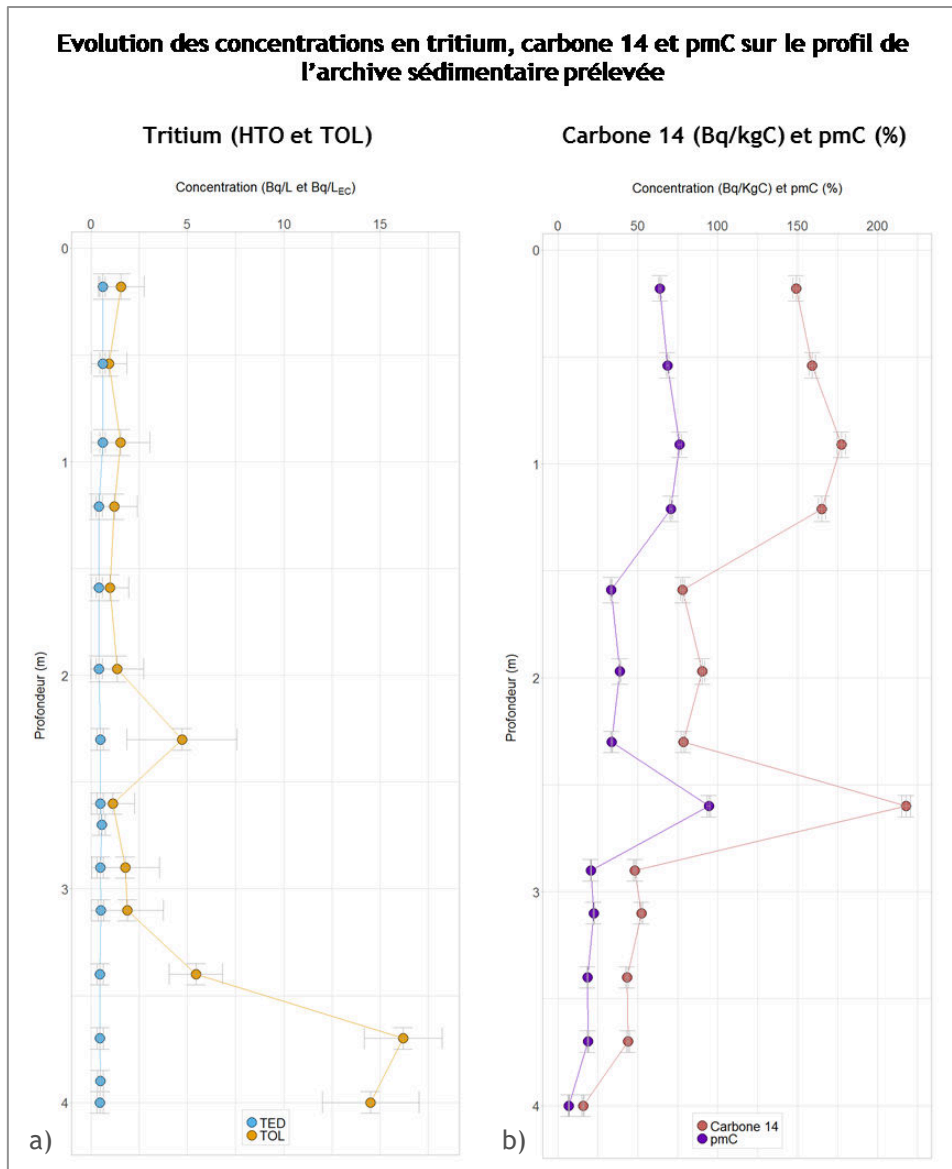 Evolution des concentrations en tritium, carbone 14 et pmC sur le profil de
l'archive sédimentaire prélevée
Tritium (HTO et TOL)
Concentration (Bq/L et Bq/L_EC)
0 5 10 15
0
1
2
3
4
Profondeur (m)
TED
TOL
a)
Carbone 14 (Bq/kgC) et pmC (%)
Concentration (Bq/KgC) et pmC (%)
0 50 100 150 200
0
1
2
3
4
Profondeur (m)
Carbone 14
pmC
b)